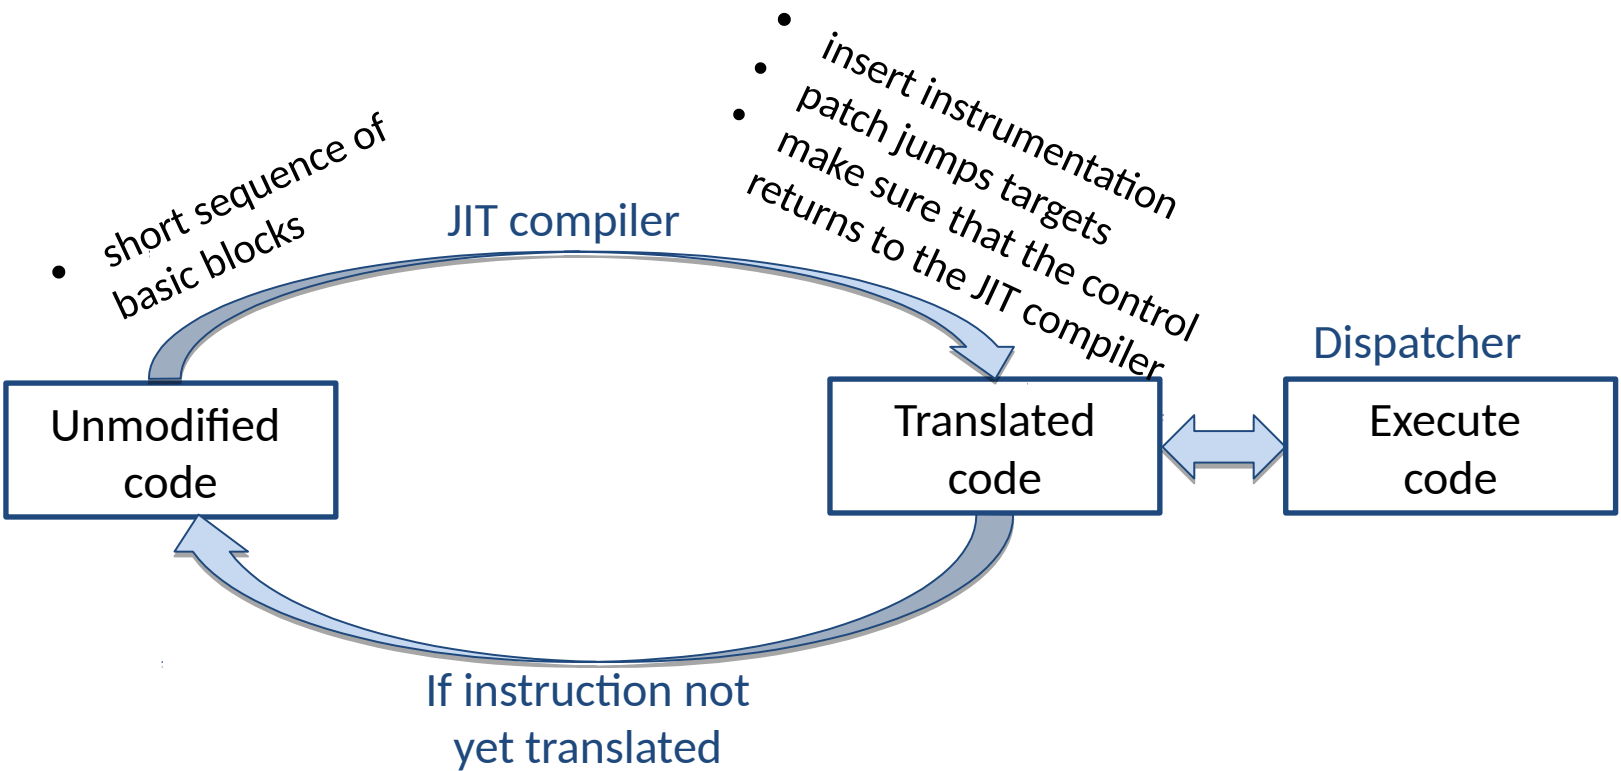 • insert instrumentation
• patch jumps targets
• make sure that the control
returns to the JIT compiler
• short sequence of
basic blocks
JIT compiler
Dispatcher
Unmodified
code
Translated
code
Execute
code
If instruction not
yet translated